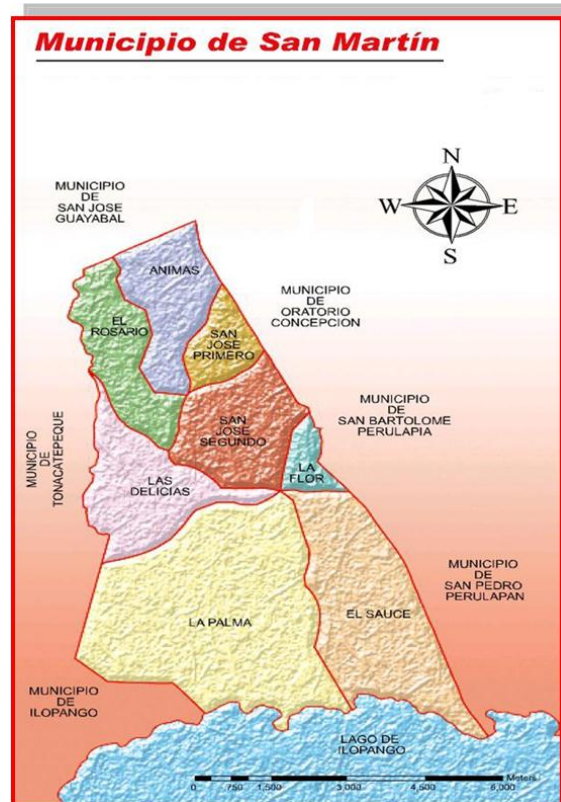 Municipio de San Martín
N
W E
S
MUNICIPIO
DE
SAN JOSE
GUAYABAL
ANIMAS
MUNICIPIO
DE
ORATORIO
CONCEPCION
EL
ROSARIO
SAN
JOSE
PRIMERO
MUNICIPIO
DE
SAN BARTOLOME
PERULAPIA
SAN
JOSE
SEGUNDO
MUNICIPIO
DE
TONACATEPEQUE
LA
FLOR
LAS
DELICIAS
MUNICIPIO
DE
SAN PEDRO
PERULAPAN
EL SAUCE
LA PALMA
MUNICIPIO
DE
ILOPANGO
LAGO DE
ILOPANGO
Meters
0 750 1,500 3,000 4,500 6,000